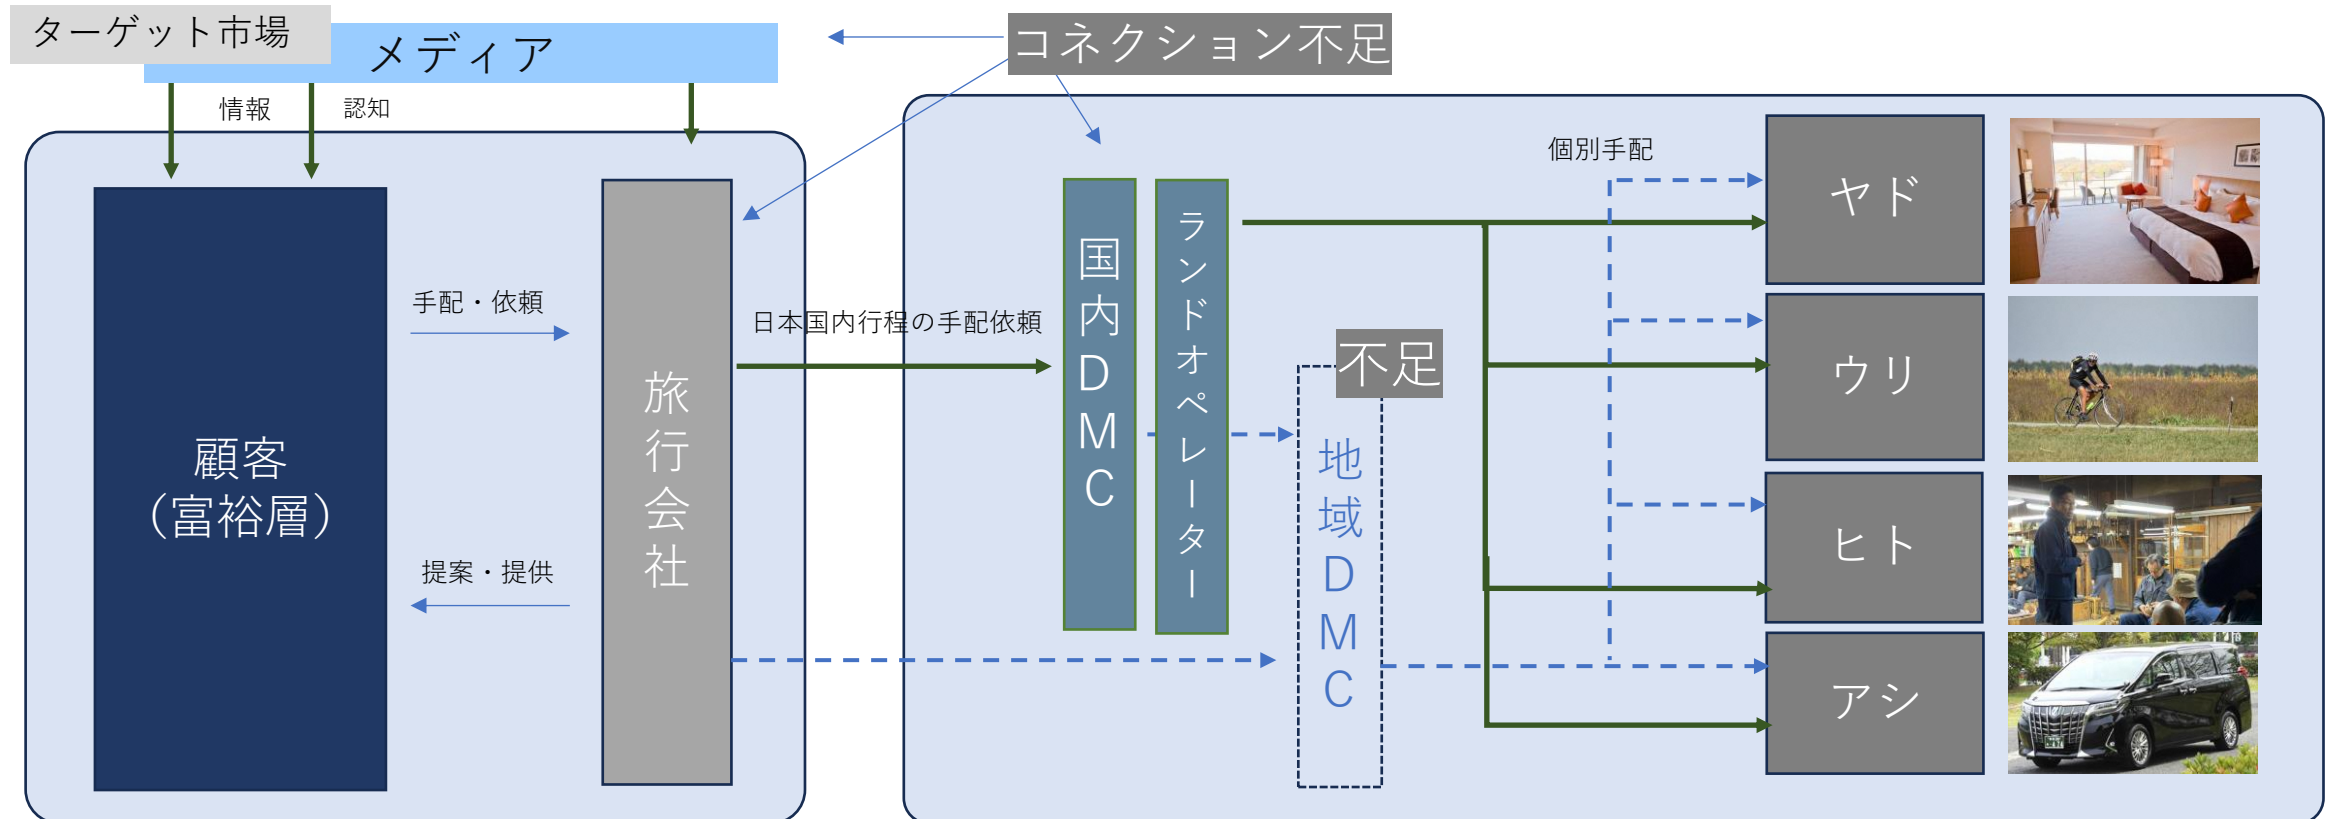 ターゲット市場
メディア
コネクション不足
情報
認知
個別手配
顧客
（富裕層）
手配・依頼
提案・提供
旅行会社
日本国内行程の手配依頼
国内DMC
ランドオペレーター
不足
地域DMC
ヤド
ウリ
ヒト
アシ